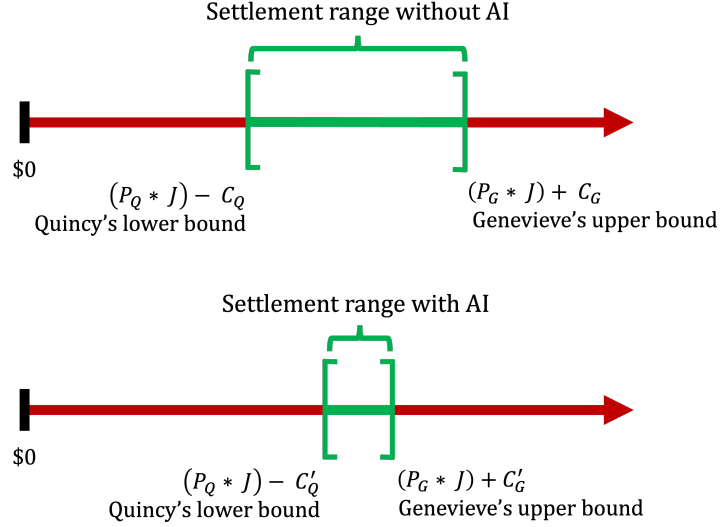 Settlement range without AI
$0
(P_Q * J) − C_Q
Quincy’s lower bound
(P_G * J) + C_G
Genevieve’s upper bound
Settlement range with AI
$0
(P_Q * J) − C′_Q
Quincy’s lower bound
(P_G * J) + C′_G
Genevieve’s upper bound